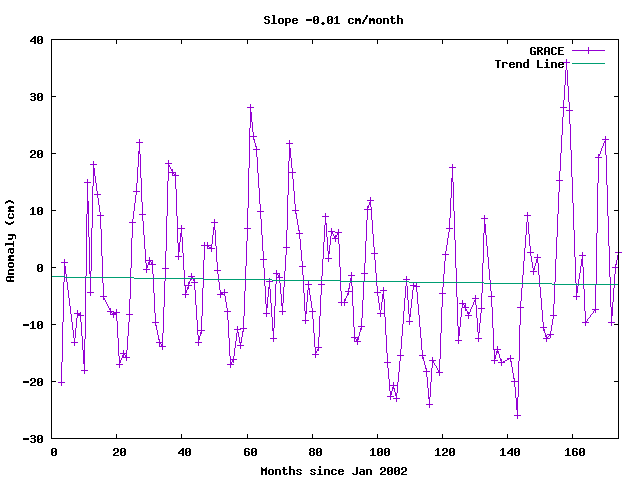 Slope -0.01 cm/month
40
30
20
10
0
-10
-20
-30
Anomaly (cm)
GRACE
Trend Line
0 20 40 60 80 100 120 140 160
Months since Jan 2002